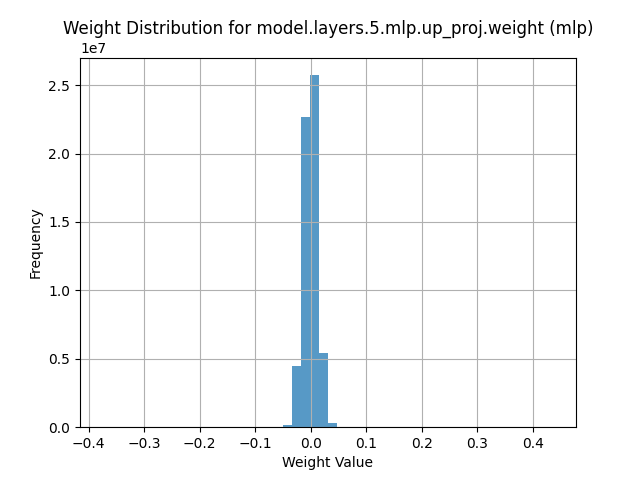 Weight Distribution for model.layers.5.mlp.up_proj.weight (mlp)
1e7
2.5
2.0
1.5
1.0
0.5
0.0
Frequency
−0.4 −0.3 −0.2 −0.1 0.0 0.1 0.2 0.3 0.4
Weight Value